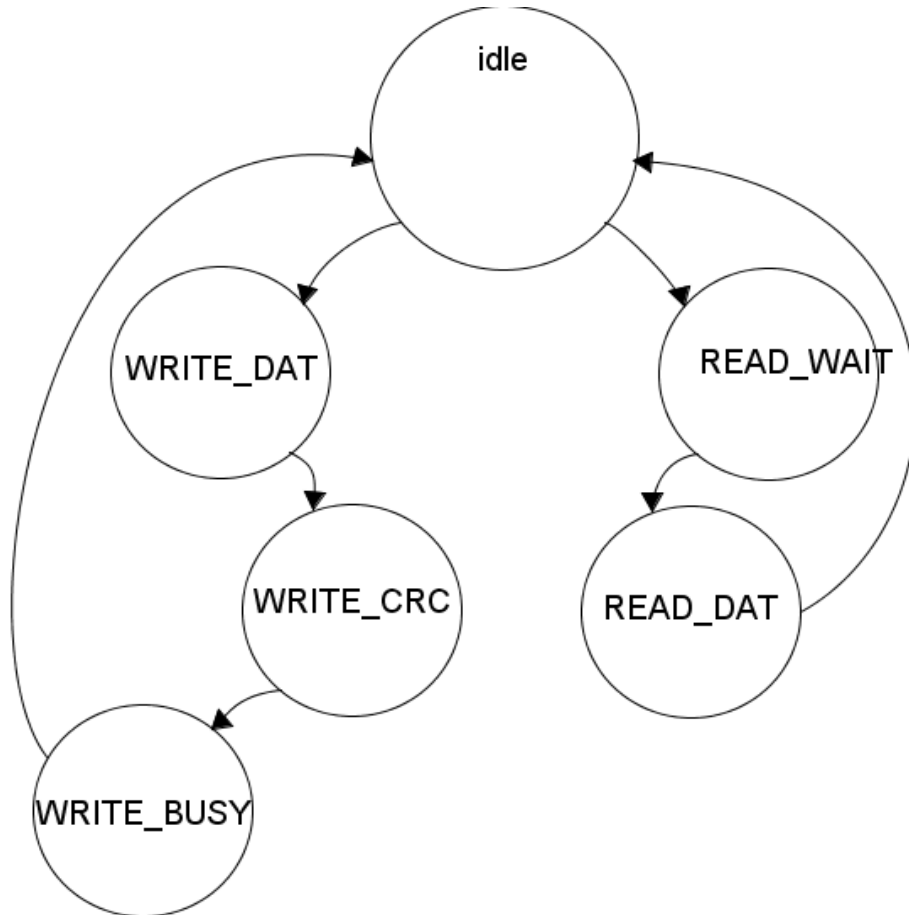 idle
WRITE_DAT
READ_WAIT
WRITE_CRC
READ_DAT
WRITE_BUSY